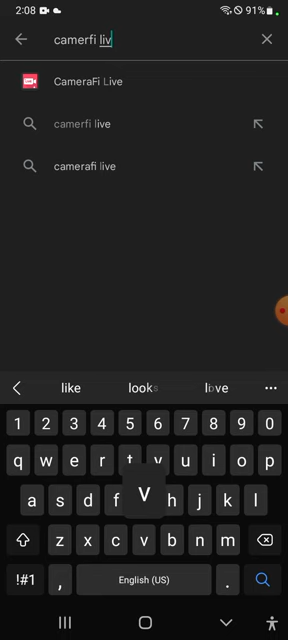 2:08 91%
camerfi liv
CameraFi Live
camerfi live
camerafi live
like looks love
1 2 3 4 5 6 7 8 9 0
q w e r t y u i o p
a s d f v h j k l
z x c v b n m
!#1 , English (US) .